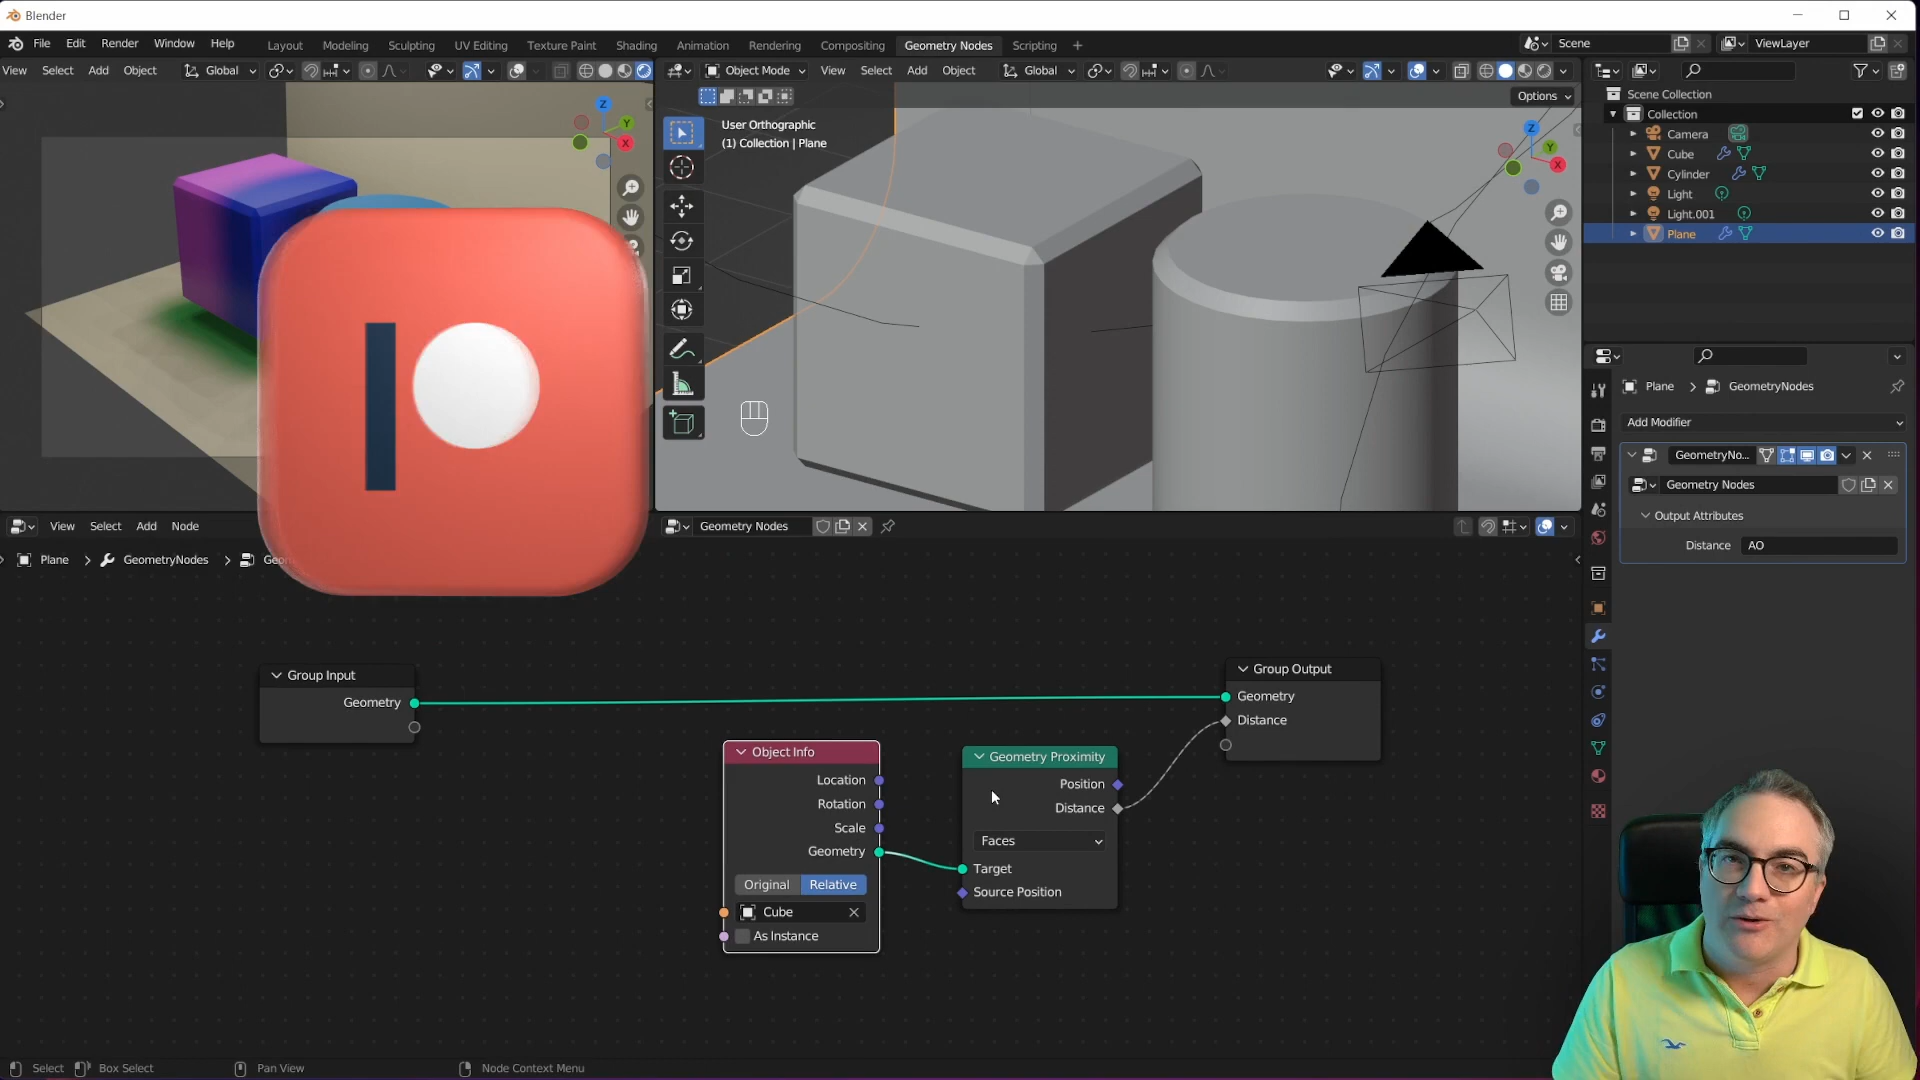 Blender
File Edit Render Window Help Layout Modeling Sculpting UV Editing Texture Paint Shading Animation Rendering Compositing Geometry Nodes Scripting + Scene ViewLayer
View Select Add Object Global Object Mode View Select Add Object Global
Options
User Orthographic
(1) Collection | Plane
Z
Y
X
Z
Y
X
Scene Collection
Collection
Camera
Cube
Cylinder
Light
Light.001
Plane
Plane > GeometryNodes
Add Modifier
GeometryNo...
Geometry Nodes
Output Attributes
Distance AO
View Select Add Node Geometry Nodes
Plane > GeometryNodes >
Group Input
Geometry
Object Info
Location
Rotation
Scale
Geometry
Original Relative
Cube
As Instance
Geometry Proximity
Position
Distance
Faces
Target
Source Position
Group Output
Geometry
Distance
Select Box Select Pan View Node Context Menu